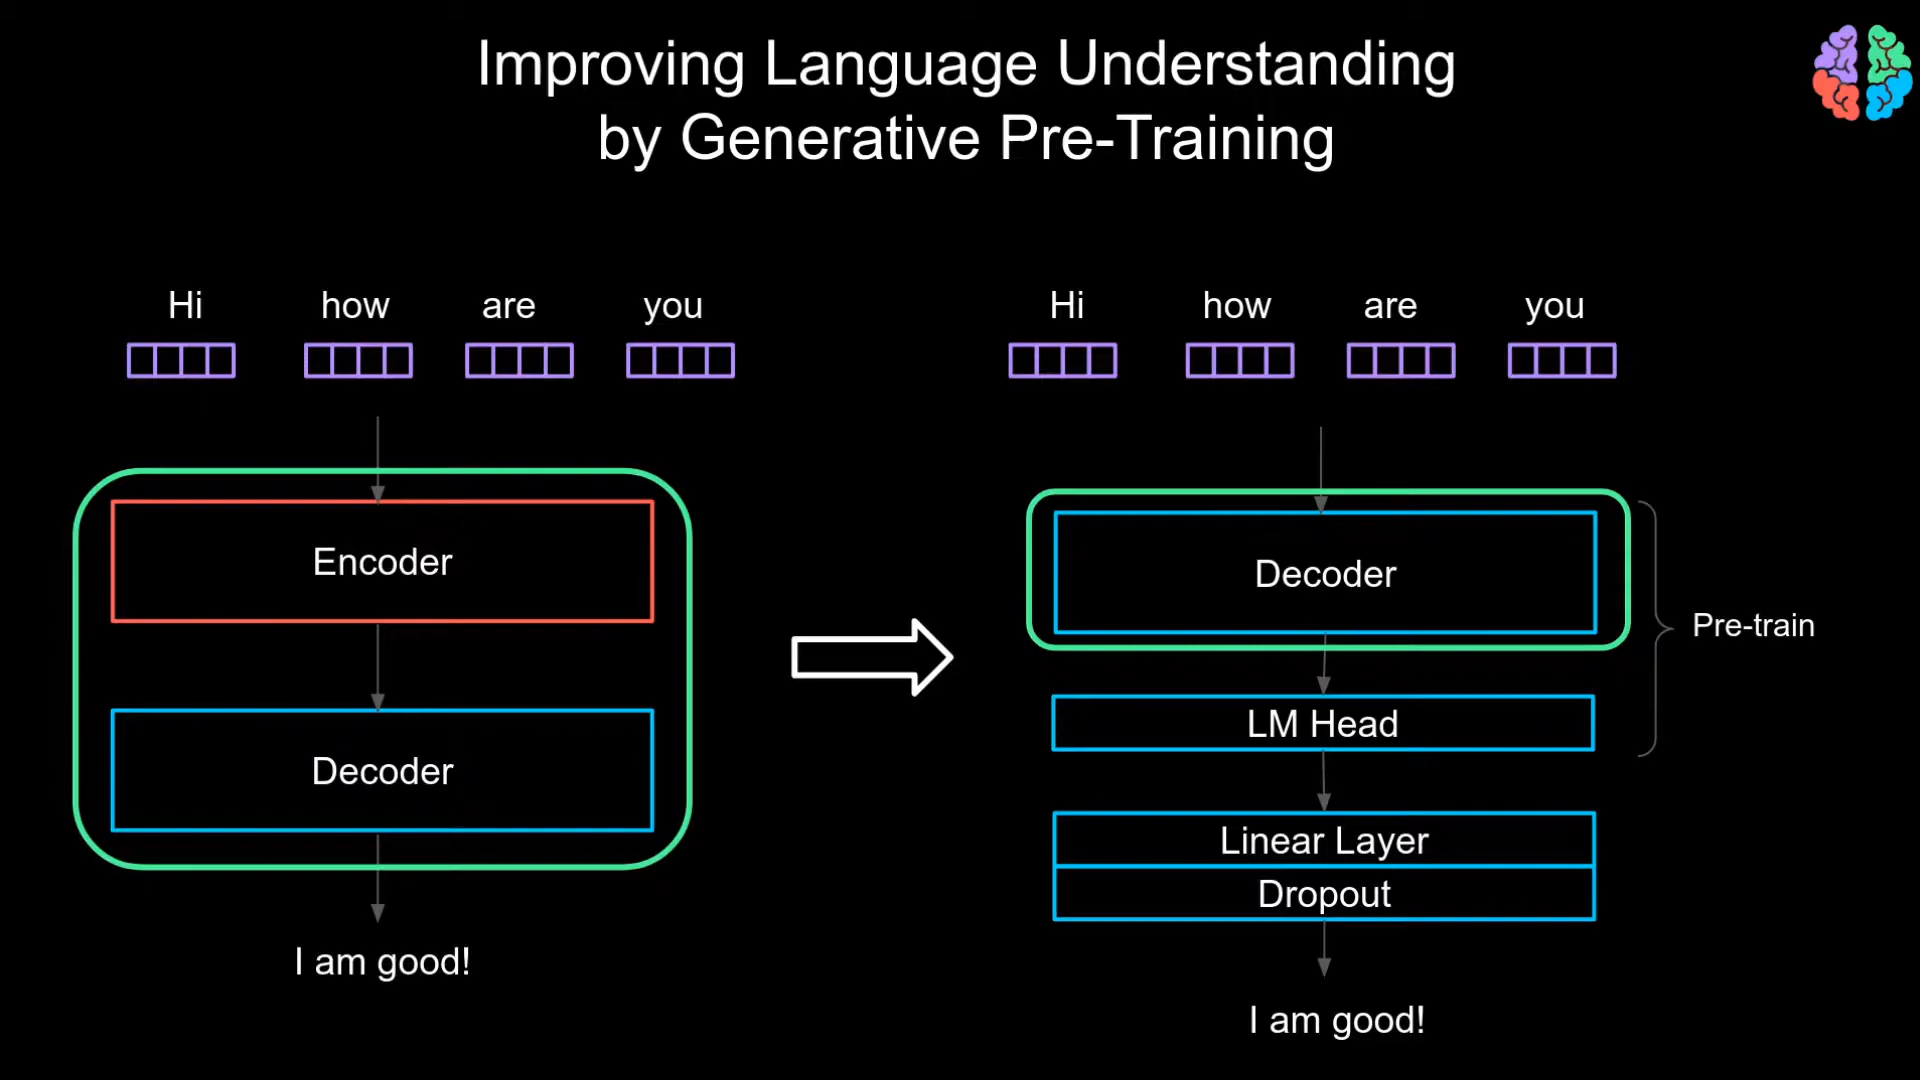 Improving Language Understanding
by Generative Pre-Training
Hi how are you
Encoder
Decoder
I am good!
Hi how are you
Decoder
LM Head
Linear Layer
Dropout
I am good!
Pre-train